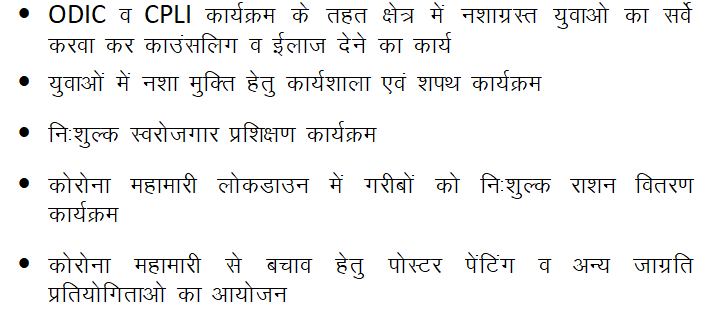 • ODIC व CPLI कार्यक्रम के तहत क्षेत्र में नशाग्रस्त युवाओ का सर्वे
करवा कर काउंसलिग व ईलाज देने का कार्य
• युवाओं में नशा मुक्ति हेतु कार्यशाला एवं शपथ कार्यक्रम
• निःशुल्क स्वरोजगार प्रशिक्षण कार्यक्रम
• कोरोना महामारी लोकडाउन में गरीबों को निःशुल्क राशन वितरण
कार्यक्रम
• कोरोना महामारी से बचाव हेतु पोस्टर पेंटिंग व अन्य जाग्रति
प्रतियोगिताओ का आयोजन